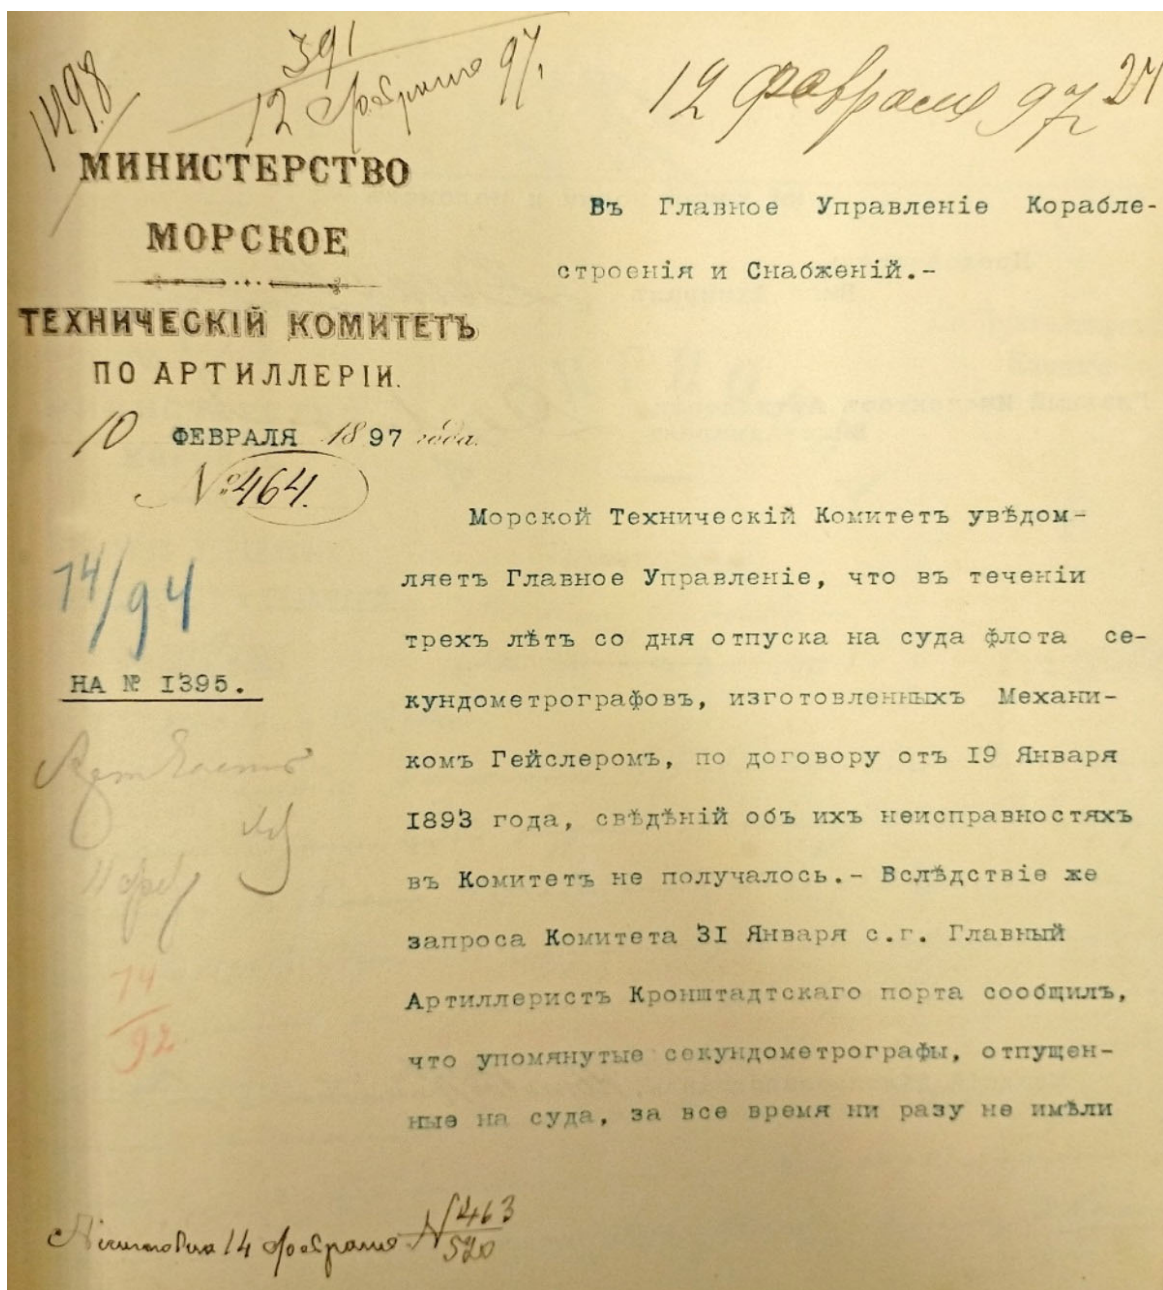 1498
391
12 февраля 97,
12 февраля 97 24
МИНИСТЕРСТВО
МОРСКОЕ
ТЕХНИЧЕСКІЙ КОМИТЕТЪ
ПО АРТИЛЛЕРІИ.
10 ФЕВРАЛЯ 1897 года.
№ 464.
74/94
НА № 1395.
74
92.
Въ Главное Управленіе Корабле-
строенія и Снабженій.-
Морской Техническій Комитетъ увѣдом-
ляетъ Главное Управленіе, что въ теченіи
трехъ лѣтъ со дня отпуска на суда флота се-
кундометрографовъ, изготовленныхъ Механи-
комъ Гейслеромъ, по договору отъ 19 Января
1893 года, свѣдѣній объ ихъ неисправностяхъ
въ Комитетъ не получалось.- Вслѣдствіе же
запроса Комитета 31 Января с.г. Главный
Артиллеристъ Кронштадтскаго порта сообщилъ,
что упомянутые секундометрографы, отпущен-
ные на суда, за все время ни разу не имѣли
14 февраля № 463
520